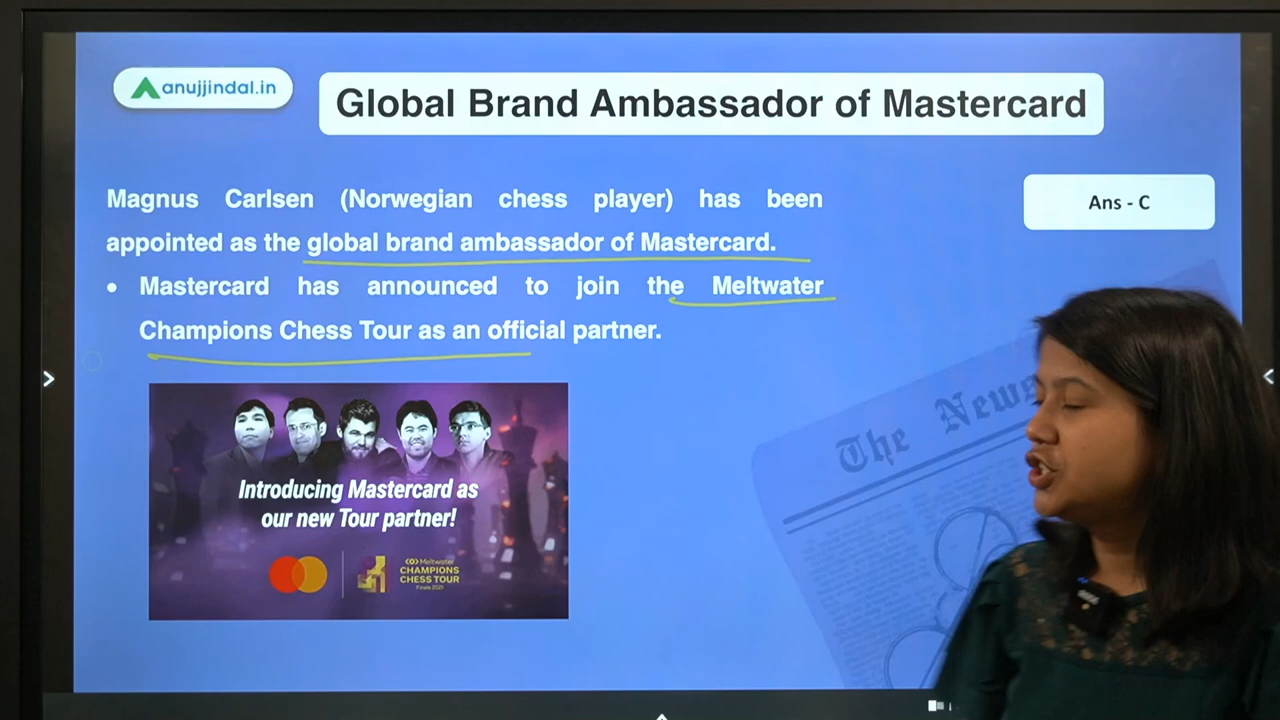 anujjindal.in
Global Brand Ambassador of Mastercard
Magnus Carlsen (Norwegian chess player) has been
appointed as the global brand ambassador of Mastercard.
Ans - C
• Mastercard has announced to join the Meltwater
Champions Chess Tour as an official partner.
The News
Introducing Mastercard as
our new Tour partner!
Meltwater
CHAMPIONS
CHESS TOUR
Finals 2021